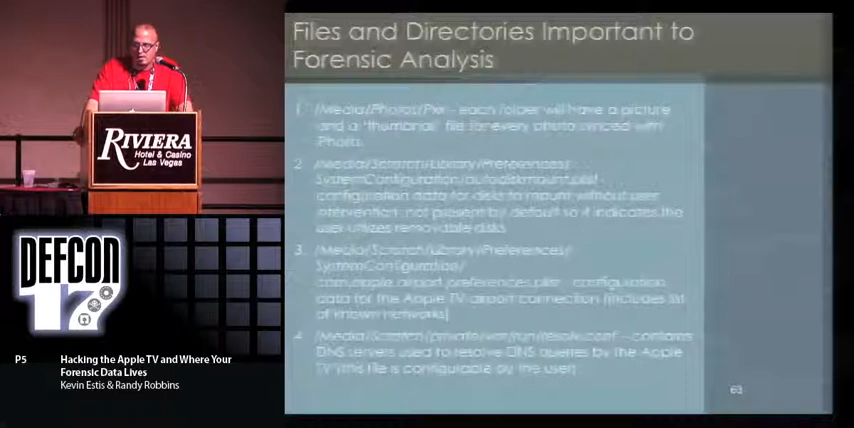 Files and Directories Important to
Forensic Analysis
1. /Media/Photos/Pxx - each folder will have a picture
and a "thumbnail" file for every photo synced with
iPhoto
2. /Media/Scratch/Library/Preferences/
SystemConfiguration/autodiskmount.plist -
configuration data for disks to mount without user
intervention, not present by default so it indicates the
user utilizes removable disks
3. /Media/Scratch/Library/Preferences/
SystemConfiguration/
com.apple.airport.preferences.plist - configuration
data for the Apple TV airport connection (includes list
of known networks)
4. /Media/Scratch/private/var/run/resolv.conf - contains
DNS servers used to resolve DNS queries by the Apple
TV (this file is configurable by the user)
63
RIVIERA
Hotel & Casino
Las Vegas
DEFCON
17
P5 Hacking the Apple TV and Where Your
Forensic Data Lives
Kevin Estis & Randy Robbins